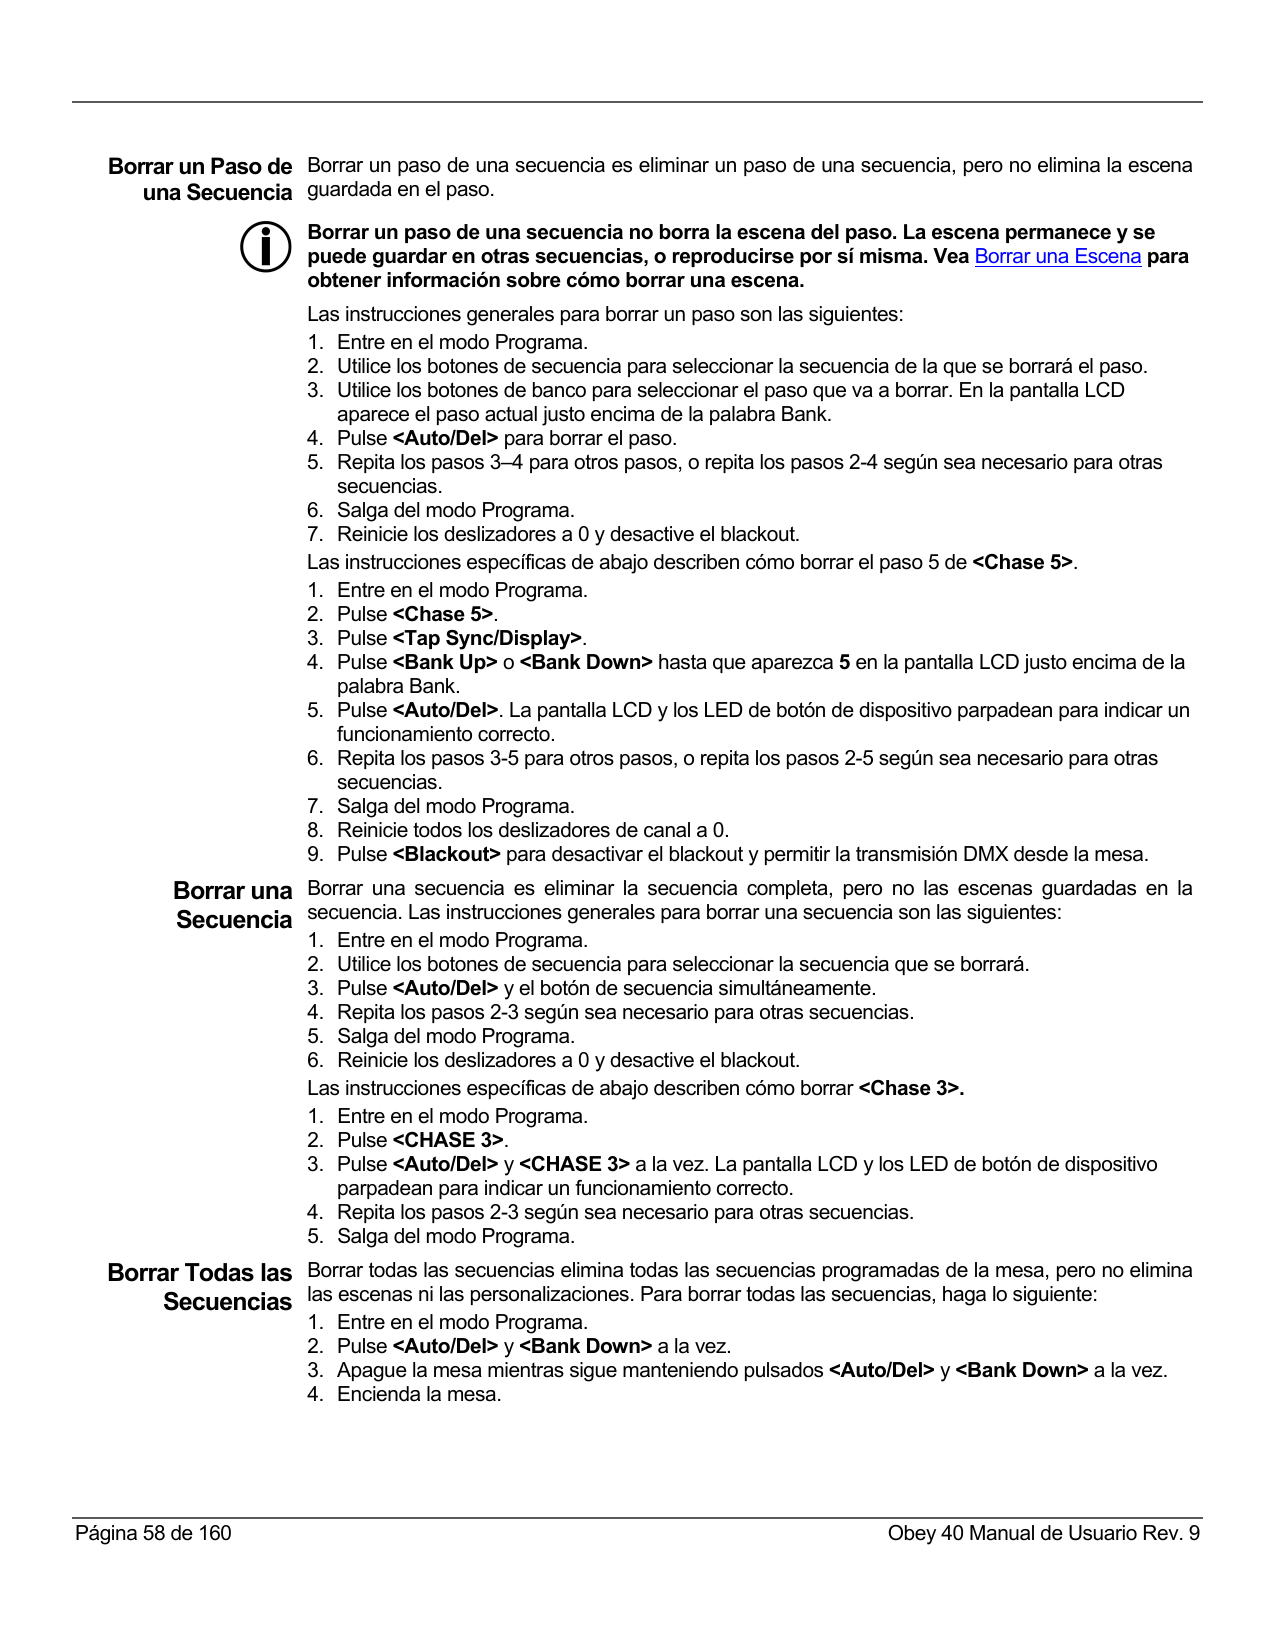 Borrar un Paso de
una Secuencia
Borrar un paso de una secuencia es eliminar un paso de una secuencia, pero no elimina la escena
guardada en el paso.
Borrar un paso de una secuencia no borra la escena del paso. La escena permanece y se
puede guardar en otras secuencias, o reproducirse por sí misma. Vea Borrar una Escena para
obtener información sobre cómo borrar una escena.
Las instrucciones generales para borrar un paso son las siguientes:
1. Entre en el modo Programa.
2. Utilice los botones de secuencia para seleccionar la secuencia de la que se borrará el paso.
3. Utilice los botones de banco para seleccionar el paso que va a borrar. En la pantalla LCD
aparece el paso actual justo encima de la palabra Bank.
4. Pulse <Auto/Del> para borrar el paso.
5. Repita los pasos 3–4 para otros pasos, o repita los pasos 2-4 según sea necesario para otras
secuencias.
6. Salga del modo Programa.
7. Reinicie los deslizadores a 0 y desactive el blackout.
Las instrucciones específicas de abajo describen cómo borrar el paso 5 de <Chase 5>.
1. Entre en el modo Programa.
2. Pulse <Chase 5>.
3. Pulse <Tap Sync/Display>.
4. Pulse <Bank Up> o <Bank Down> hasta que aparezca 5 en la pantalla LCD justo encima de la
palabra Bank.
5. Pulse <Auto/Del>. La pantalla LCD y los LED de botón de dispositivo parpadean para indicar un
funcionamiento correcto.
6. Repita los pasos 3-5 para otros pasos, o repita los pasos 2-5 según sea necesario para otras
secuencias.
7. Salga del modo Programa.
8. Reinicie todos los deslizadores de canal a 0.
9. Pulse <Blackout> para desactivar el blackout y permitir la transmisión DMX desde la mesa.
Borrar una
Secuencia
Borrar una secuencia es eliminar la secuencia completa, pero no las escenas guardadas en la
secuencia. Las instrucciones generales para borrar una secuencia son las siguientes:
1. Entre en el modo Programa.
2. Utilice los botones de secuencia para seleccionar la secuencia que se borrará.
3. Pulse <Auto/Del> y el botón de secuencia simultáneamente.
4. Repita los pasos 2-3 según sea necesario para otras secuencias.
5. Salga del modo Programa.
6. Reinicie los deslizadores a 0 y desactive el blackout.
Las instrucciones específicas de abajo describen cómo borrar <Chase 3>.
1. Entre en el modo Programa.
2. Pulse <CHASE 3>.
3. Pulse <Auto/Del> y <CHASE 3> a la vez. La pantalla LCD y los LED de botón de dispositivo
parpadean para indicar un funcionamiento correcto.
4. Repita los pasos 2-3 según sea necesario para otras secuencias.
5. Salga del modo Programa.
Borrar Todas las
Secuencias
Borrar todas las secuencias elimina todas las secuencias programadas de la mesa, pero no elimina
las escenas ni las personalizaciones. Para borrar todas las secuencias, haga lo siguiente:
1. Entre en el modo Programa.
2. Pulse <Auto/Del> y <Bank Down> a la vez.
3. Apague la mesa mientras sigue manteniendo pulsados <Auto/Del> y <Bank Down> a la vez.
4. Encienda la mesa.
Página 58 de 160
Obey 40 Manual de Usuario Rev. 9